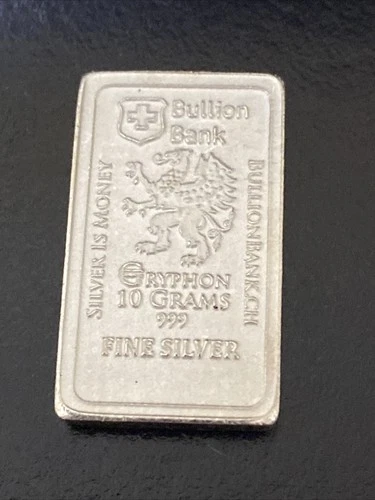 Bullion
Bank
SILVER IS MONEY
BULLIONBANK.CH
GRYPHON
10 GRAMS
999
FINE SILVER